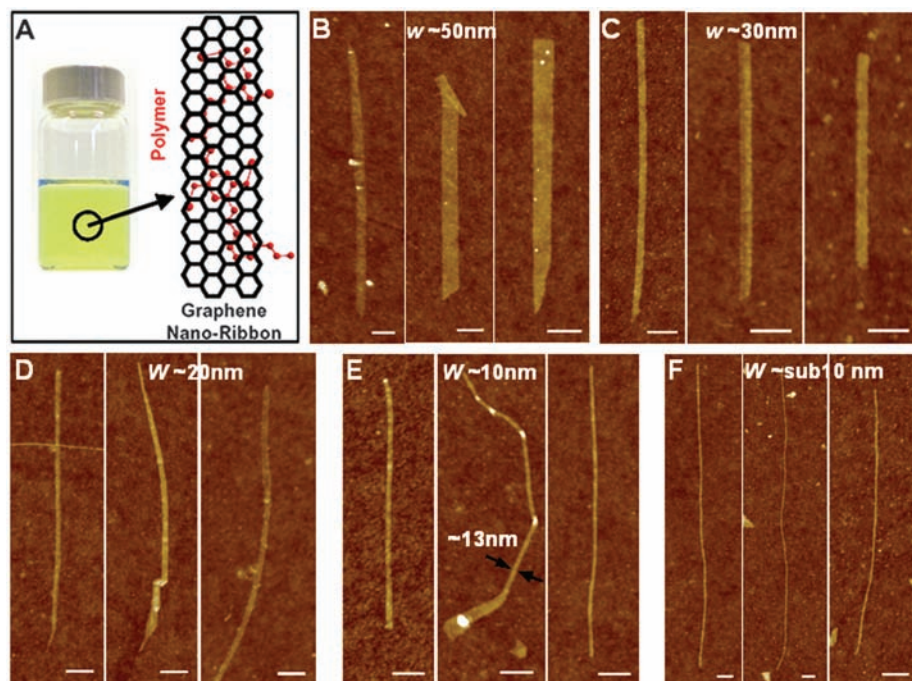 A
Polymer
Graphene
Nano-Ribbon
B
w ~50nm
C
w ~30nm
D
W ~20nm
E
W ~10nm
~13nm
F
W ~sub10 nm